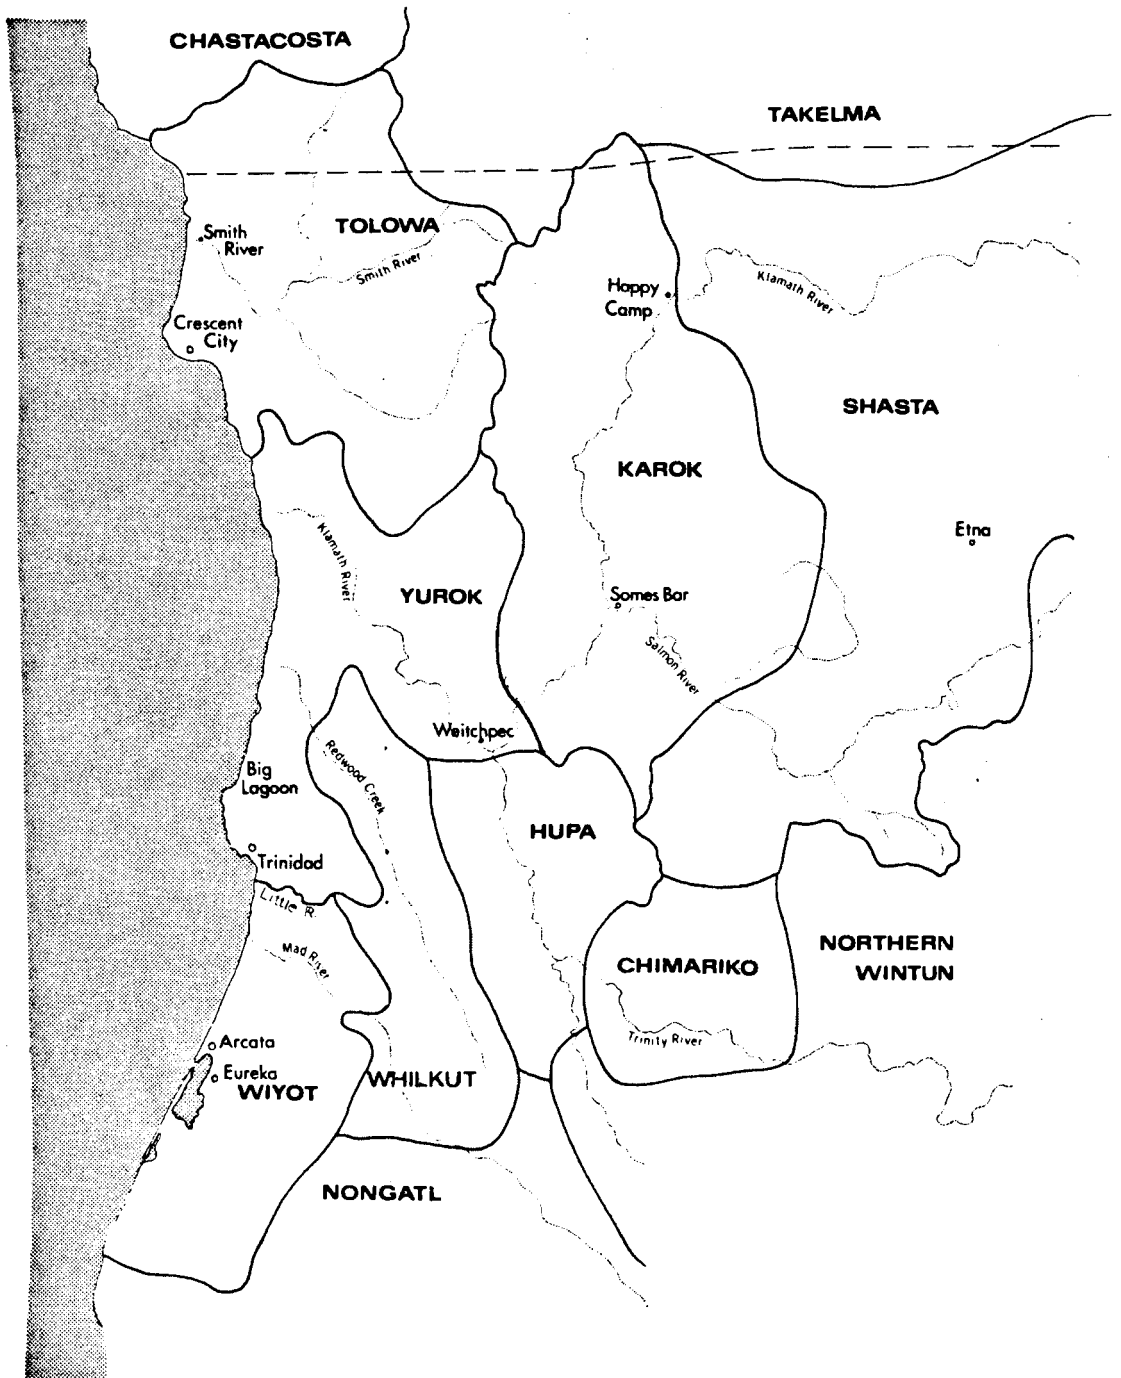 CHASTACOSTA
TAKELMA
TOLOWA
Smith
River
Smith River
Happy
Camp
Klamath River
Crescent
City
SHASTA
KAROK
Etna
Klamath River
YUROK
Somes Bar
Salmon River
Weitchpec
Redwood Creek
Big
Lagoon
HUPA
Trinidad
Little R.
Mad River
NORTHERN
WINTUN
CHIMARIKO
Trinity River
Arcata
Eureka
WIYOT
WHILKUT
NONGATL